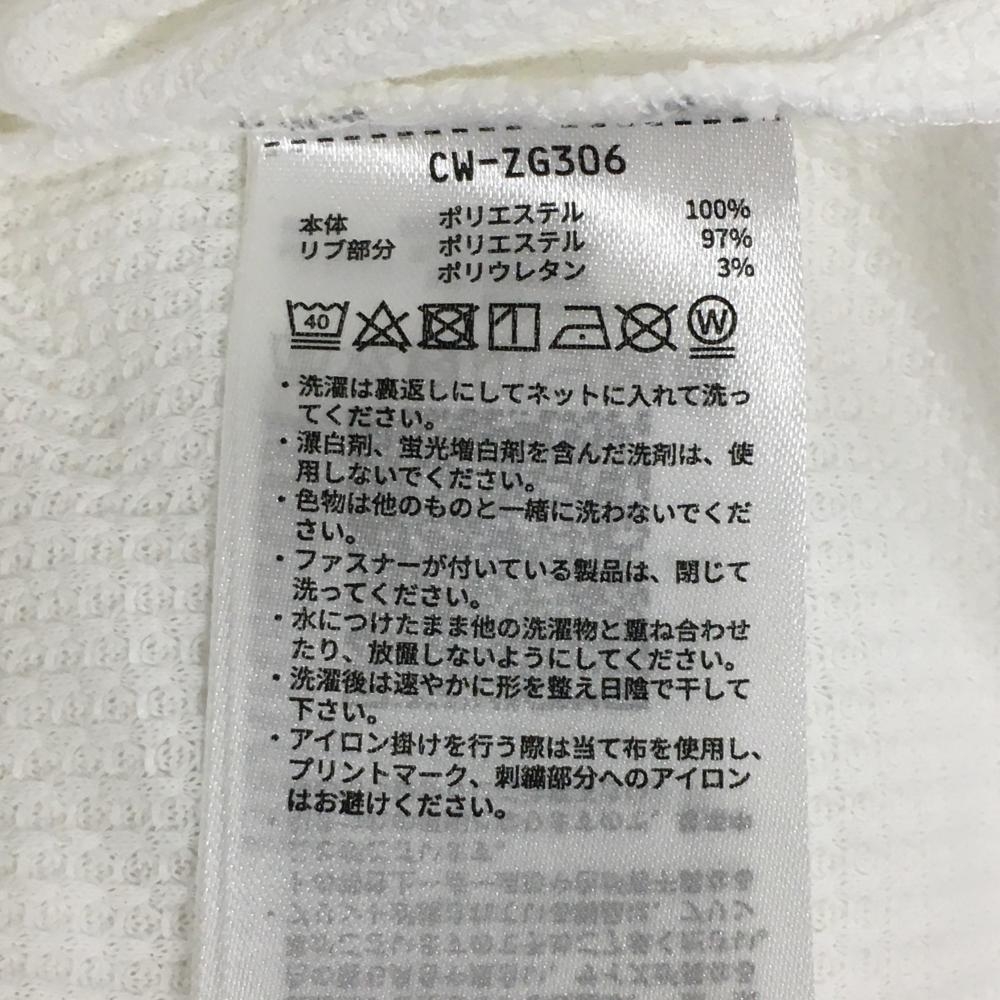 CW-ZG306
本体 ポリエステル 100%
リブ部分 ポリエステル 97%
ポリウレタン 3%
40
W
・洗濯は裏返しにしてネットに入れて洗っ
てください。
・漂白剤、蛍光増白剤を含んだ洗剤は、使
用しないでください。
・色物は他のものと一緒に洗わないでくだ
さい。
・ファスナーが付いている製品は、閉じて
洗ってください。
・水につけたまま他の洗濯物と重ね合わせ
たり、放置しないようにしてください。
・洗濯後は速やかに形を整え日陰で干して
下さい。
・アイロン掛けを行う際は当て布を使用し、
プリントマーク、刺繍部分へのアイロン
はお避けください。